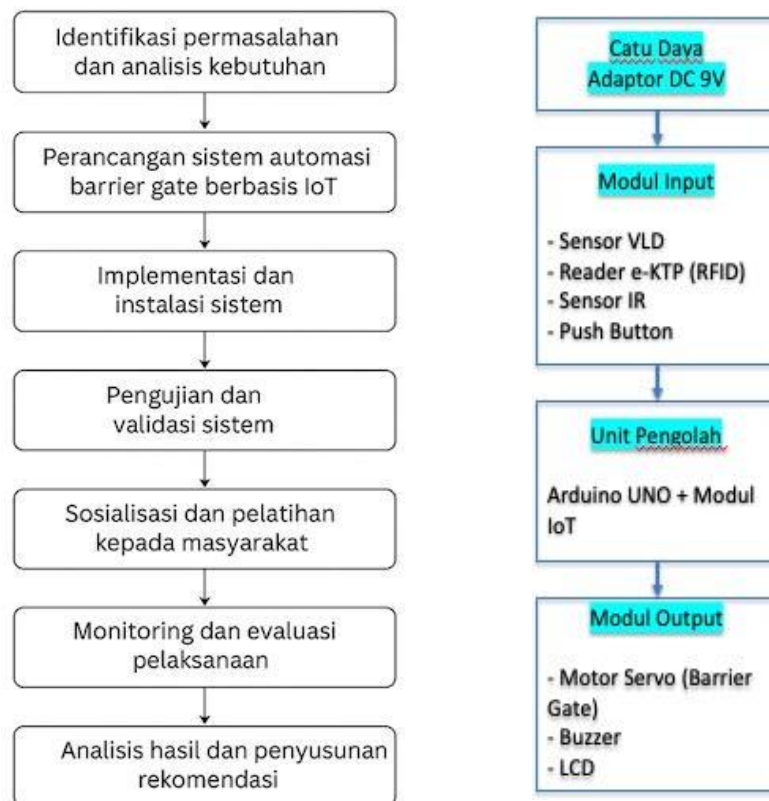 Identifikasi permasalahan
dan analisis kebutuhan
Perancangan sistem automasi
barrier gate berbasis IoT
Implementasi dan
instalasi sistem
Pengujian dan
validasi sistem
Sosialisasi dan pelatihan
kepada masyarakat
Monitoring dan evaluasi
pelaksanaan
Analisis hasil dan penyusunan
rekomendasi
Catu Daya
Adaptor DC 9V
Modul Input
- Sensor VLD
- Reader e-KTP (RFID)
- Sensor IR
- Push Button
Unit Pengolah
Arduino UNO + Modul
IoT
Modul Output
- Motor Servo (Barrier
Gate)
- Buzzer
- LCD